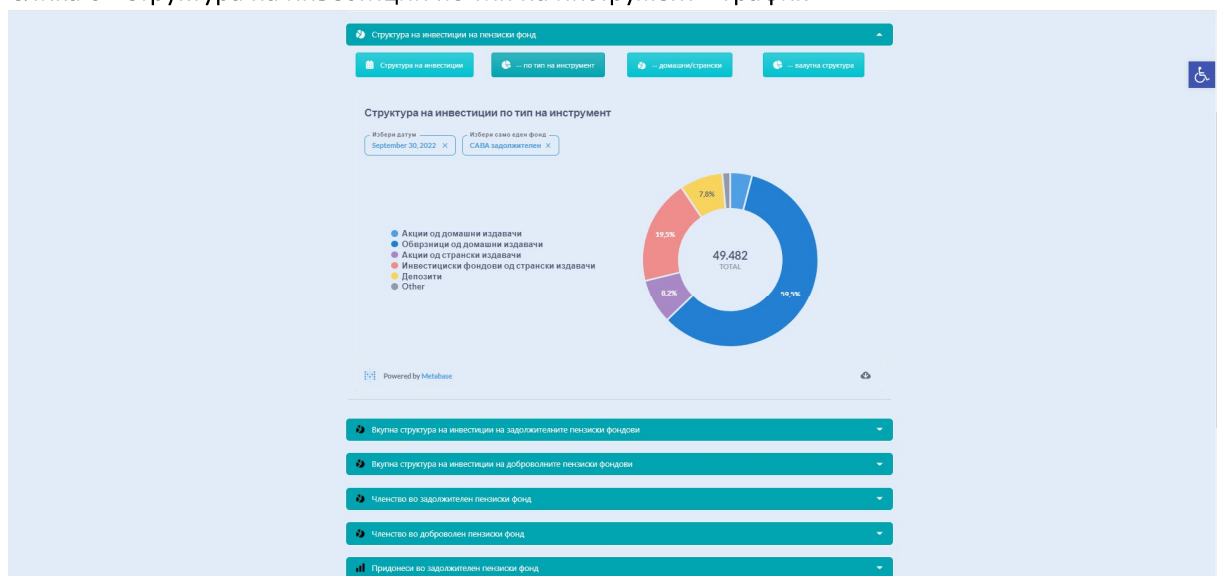 Структура на инвестиции на пензиски фонд
Структура на инвестиции
... по тип на инструмент
... домашни/странски
... валутна структура
Структура на инвестиции по тип на инструмент
Избери датум
Избери само еден фонд
September 30, 2022 ×
САВА задолжителен ×
7,8%
19,5%
8,2%
59,5%
49.482
TOTAL
Акции од домашни издавачи
Обврзници од домашни издавачи
Акции од странски издавачи
Инвестициски фондови од странски издавачи
Депозити
Other
Powered by Metabase
Вкупна структура на инвестиции на задолжителните пензиски фондови
Вкупна структура на инвестиции на доброволните пензиски фондови
Членство во задолжителен пензиски фонд
Членство во доброволен пензиски фонд
Придонеси во задолжителен пензиски фонд